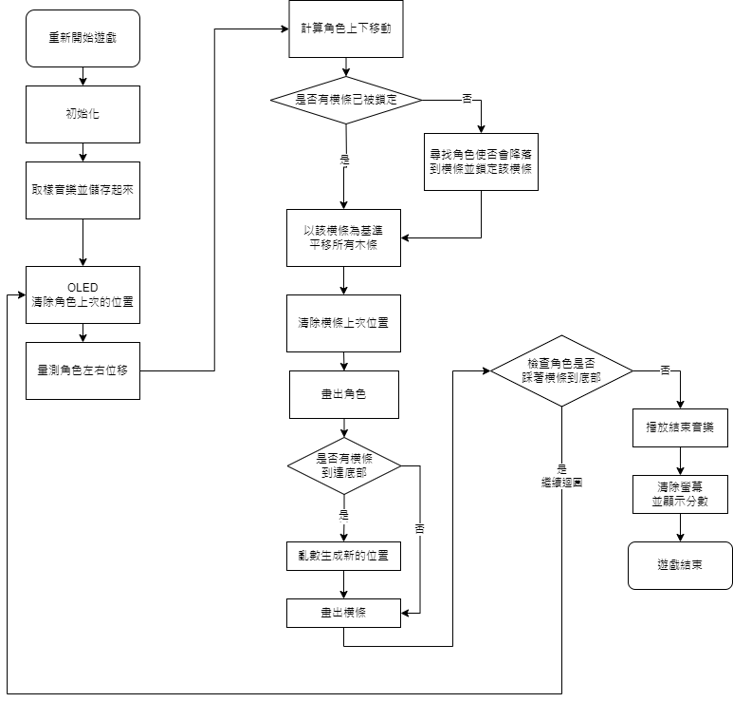 重新開始遊戲
初始化
取樣音樂並儲存起來
OLED
清除角色上次的位置
量測角色左右位移
計算角色上下移動
是否有橫條已被鎖定
否
是
尋找角色使否會降落
到橫條並鎖定該橫條
以該橫條為基準
平移所有木條
清除橫條上次位置
畫出角色
是否有橫條
到達底部
是
否
亂數生成新的位置
畫出橫條
檢查角色是否
踩著橫條到底部
否
是
繼續迴圈
播放結束音樂
清除螢幕
並顯示分數
遊戲結束